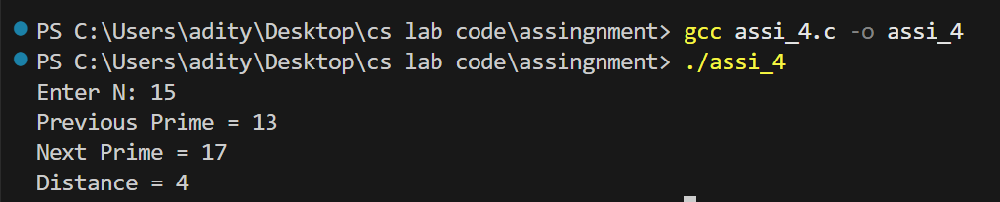 PS C:\Users\adity\Desktop\cs lab code\assingnment> gcc assi_4.c -o assi_4
PS C:\Users\adity\Desktop\cs lab code\assingnment> ./assi_4
Enter N: 15
Previous Prime = 13
Next Prime = 17
Distance = 4